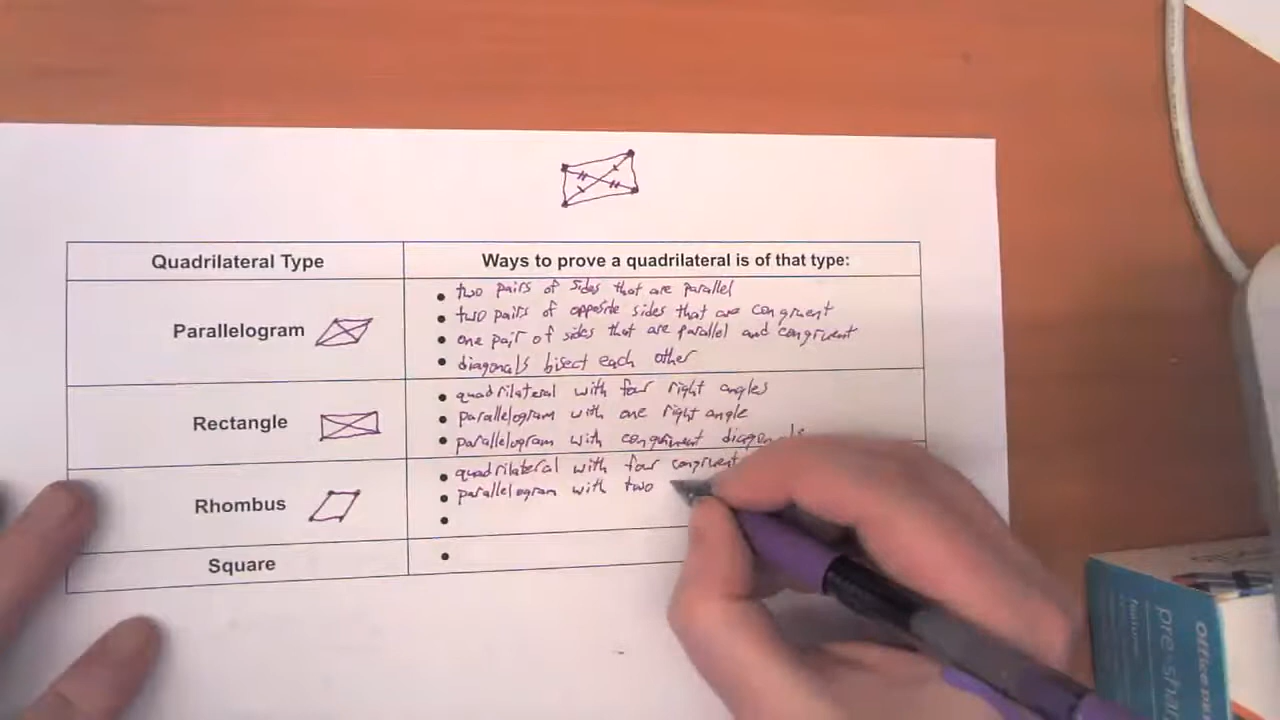 Quadrilateral Type
Ways to prove a quadrilateral is of that type:
Parallelogram
• two pairs of sides that are parallel
• two pairs of opposite sides that are congruent
• one pair of sides that are parallel and congruent
• diagonals bisect each other
Rectangle
• quadrilateral with four right angles
• parallelogram with one right angle
• parallelogram with congruent diagonals
Rhombus
• quadrilateral with four congruent
• parallelogram with two
•
Square
•